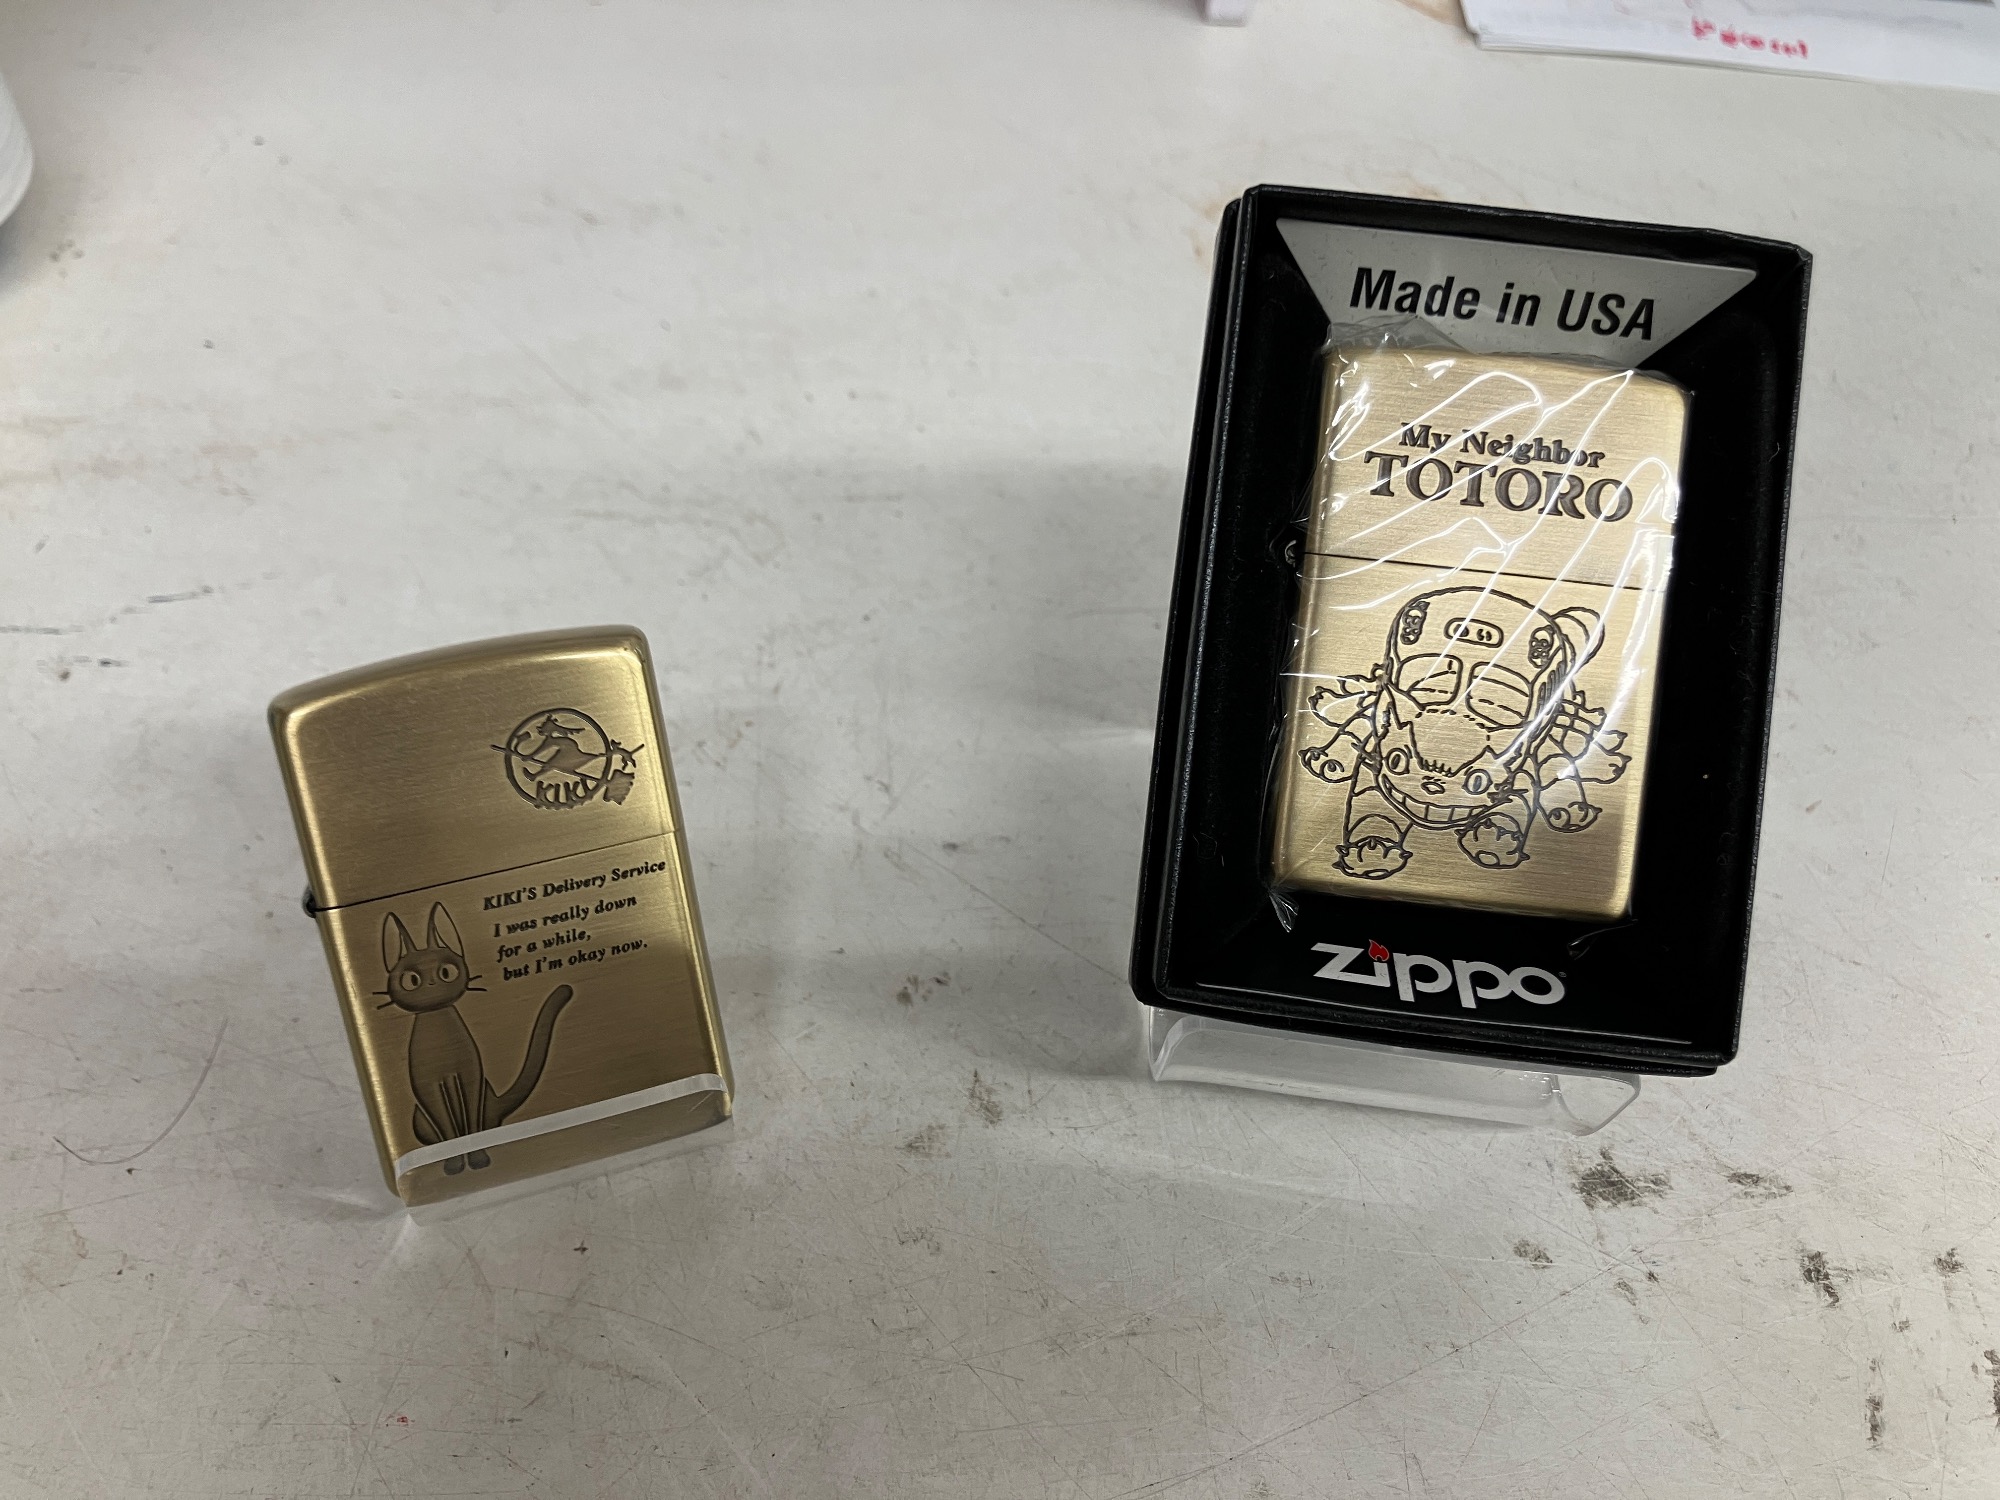 KIKI
KIKI'S Delivery Service
I was really down
for a while,
but I'm okay now.
Made in USA
My Neighbor
TOTORO
zippo